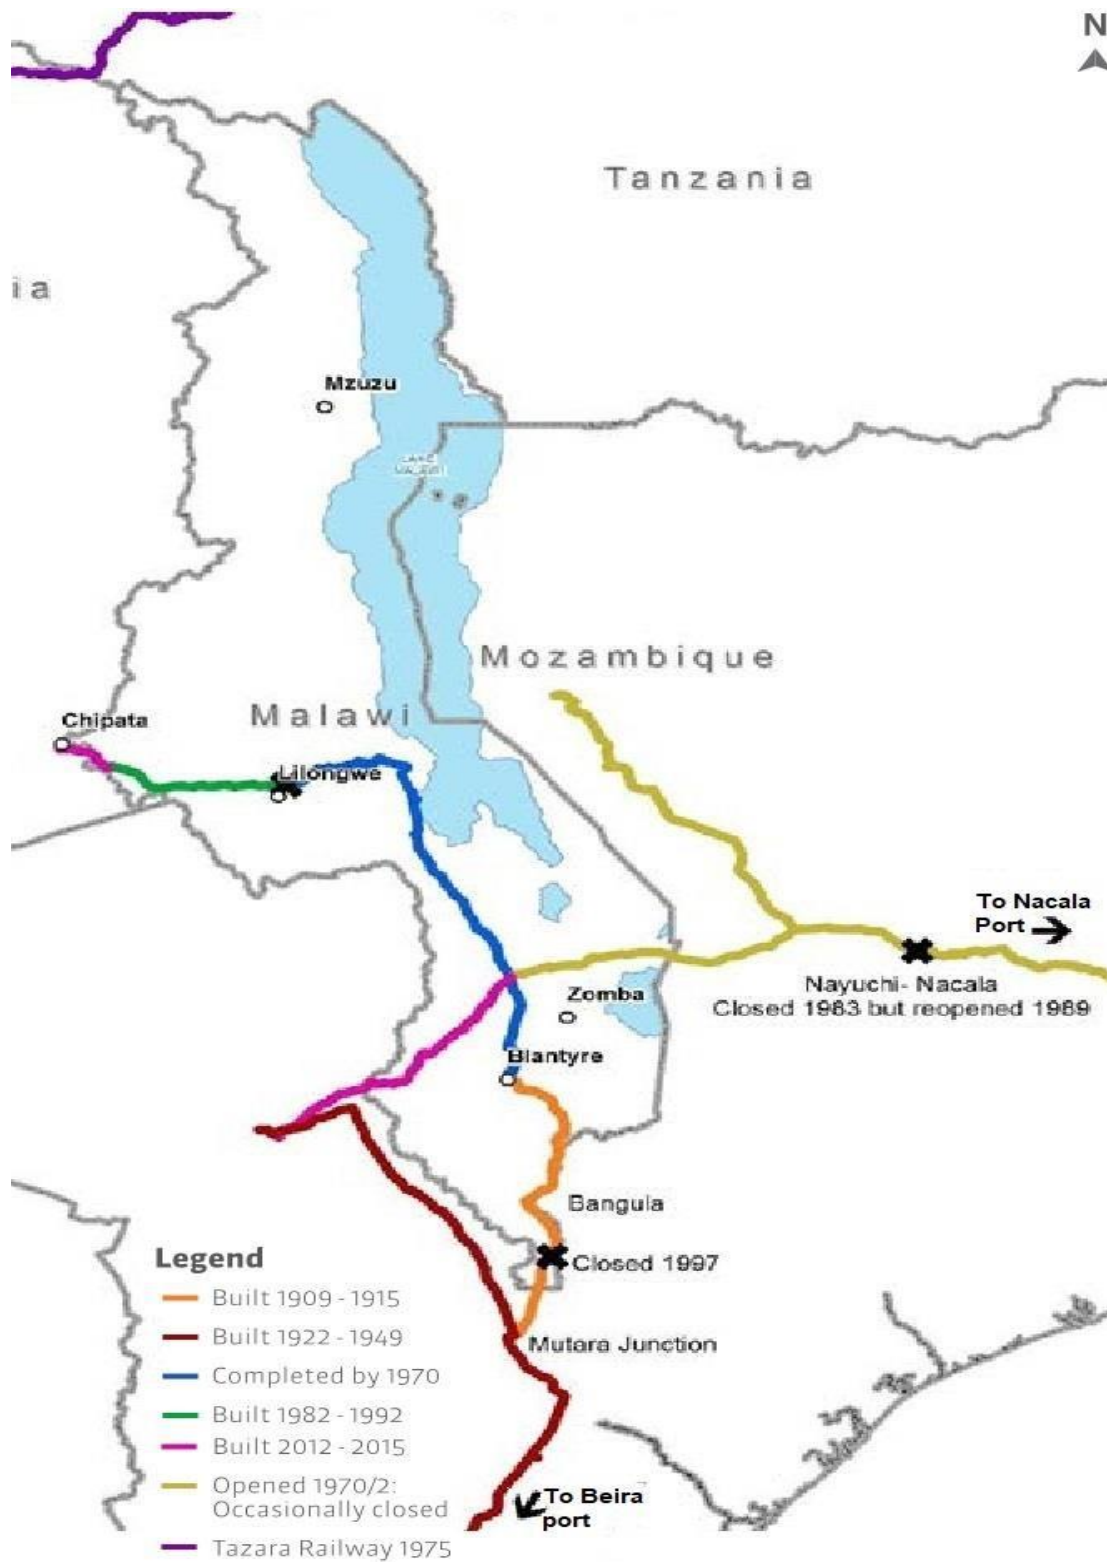 N
Tanzania
ia
Mzuzu
LAKE
MALAWI
Mozambique
Chipata
Malawi
Lilongwe
To Nacala
Port
Nayuchi- Nacala
Closed 1983 but reopened 1989
Zomba
Blantyre
Bangula
Closed 1997
Mutara Junction
Legend
Built 1909 - 1915
Built 1922 - 1949
Completed by 1970
Built 1982 - 1992
Built 2012 - 2015
Opened 1970/2:
Occasionally closed
Tazara Railway 1975
To Beira
port